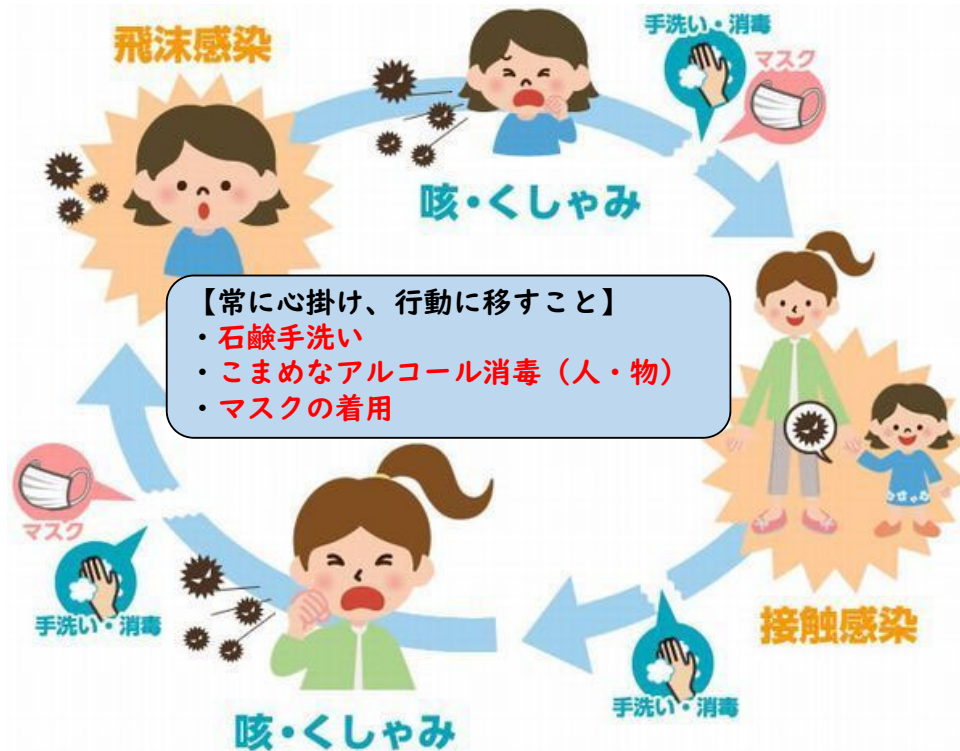 飛沫感染
手洗い・消毒
マスク
咳・くしゃみ
【常に心掛け、行動に移すこと】
・石鹸手洗い
・こまめなアルコール消毒（人・物）
・マスクの着用
マスク
手洗い・消毒
接触感染
手洗い・消毒
咳・くしゃみ